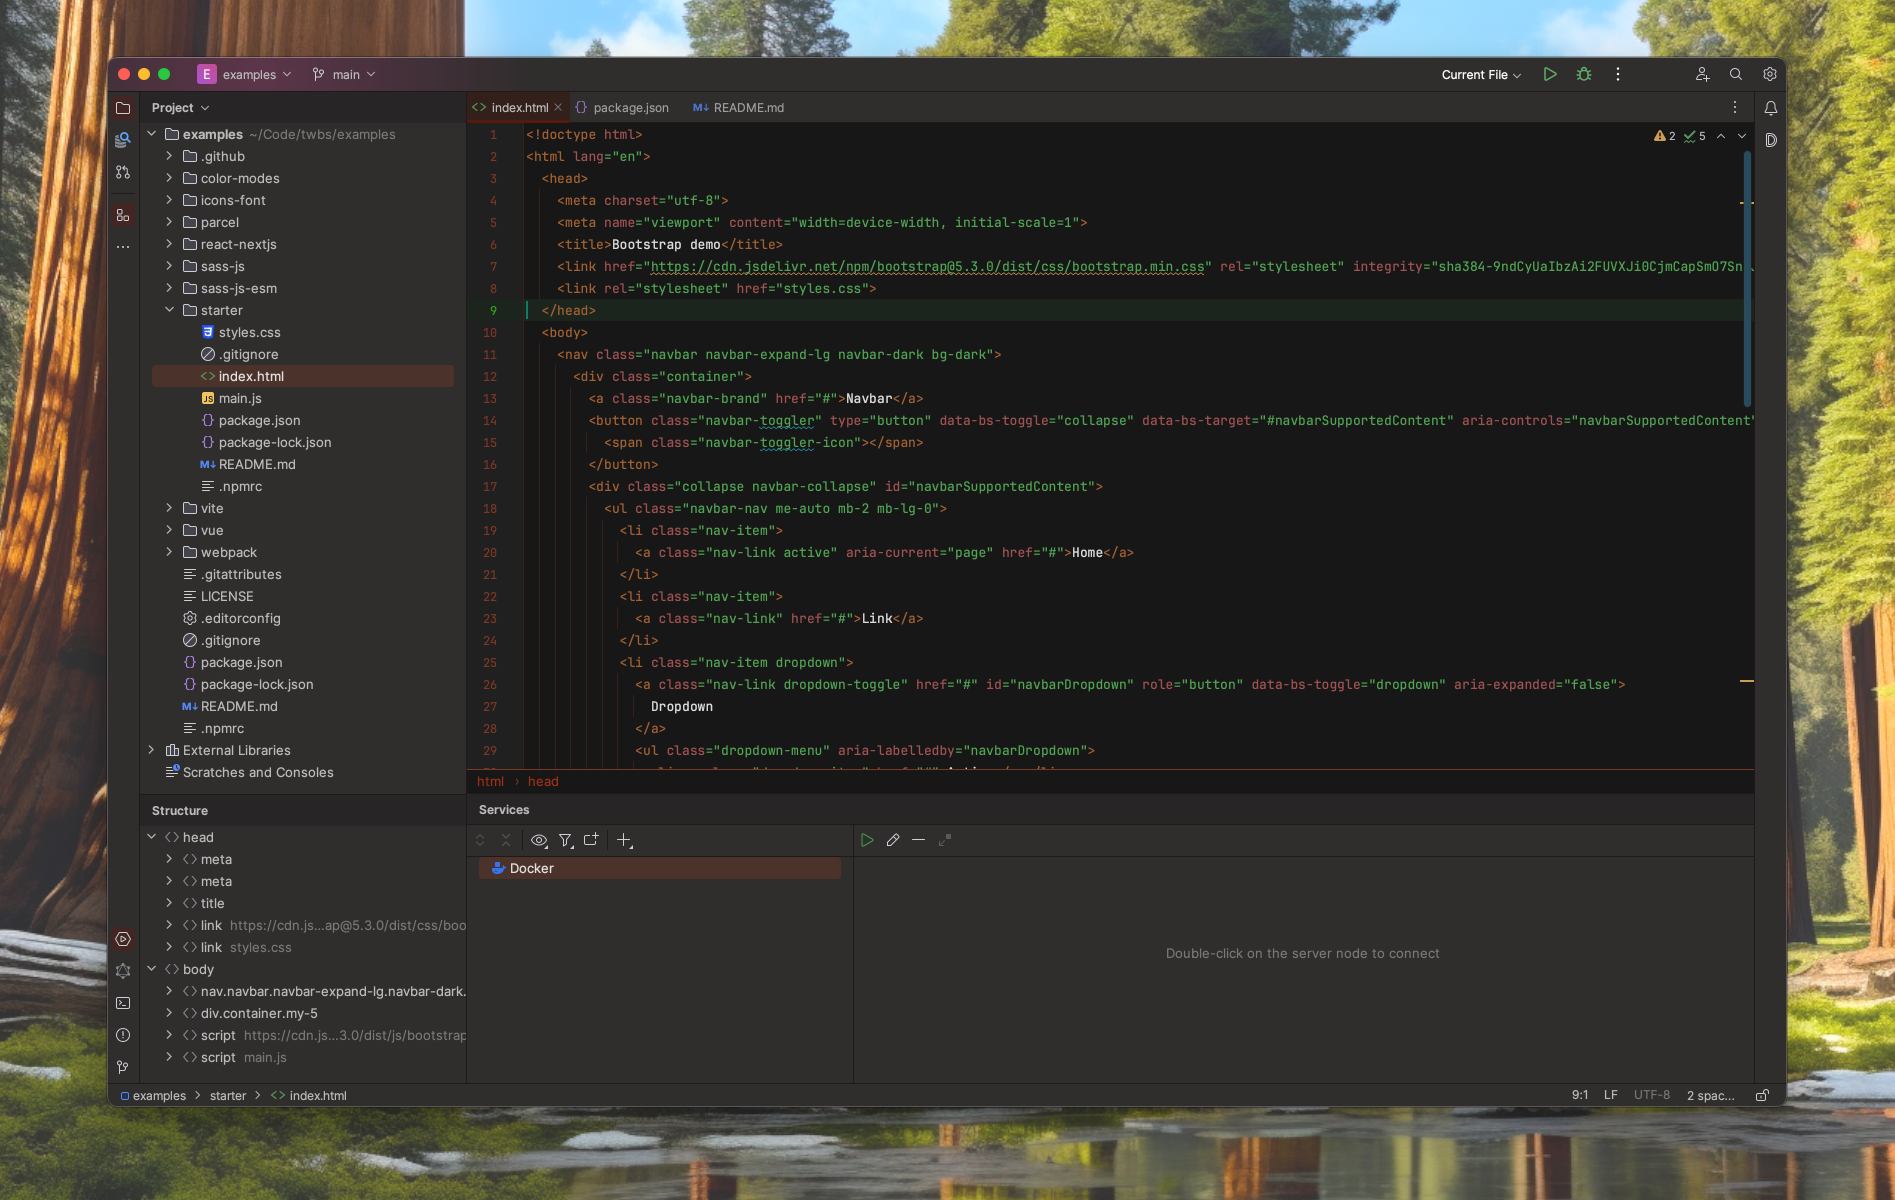 E examples main Current File
Project
examples ~/Code/twbs/examples
.github
color-modes
icons-font
parcel
react-nextjs
sass-js
sass-js-esm
starter
styles.css
.gitignore
index.html
JS main.js
package.json
package-lock.json
M↓ README.md
.npmrc
vite
vue
webpack
.gitattributes
LICENSE
.editorconfig
.gitignore
package.json
package-lock.json
M↓ README.md
.npmrc
External Libraries
Scratches and Consoles
index.html package.json M↓ README.md
2 5
1 <!doctype html>
2 <html lang="en">
3 <head>
4 <meta charset="utf-8">
5 <meta name="viewport" content="width=device-width, initial-scale=1">
6 <title>Bootstrap demo</title>
7 <link href="https://cdn.jsdelivr.net/npm/bootstrap@5.3.0/dist/css/bootstrap.min.css" rel="stylesheet" integrity="sha384-9ndCyUaIbzAi2FUVXJi0CjmCapSmO7Sn
8 <link rel="stylesheet" href="styles.css">
9 </head>
10 <body>
11 <nav class="navbar navbar-expand-lg navbar-dark bg-dark">
12 <div class="container">
13 <a class="navbar-brand" href="#">Navbar</a>
14 <button class="navbar-toggler" type="button" data-bs-toggle="collapse" data-bs-target="#navbarSupportedContent" aria-controls="navbarSupportedContent"
15 <span class="navbar-toggler-icon"></span>
16 </button>
17 <div class="collapse navbar-collapse" id="navbarSupportedContent">
18 <ul class="navbar-nav me-auto mb-2 mb-lg-0">
19 <li class="nav-item">
20 <a class="nav-link active" aria-current="page" href="#">Home</a>
21 </li>
22 <li class="nav-item">
23 <a class="nav-link" href="#">Link</a>
24 </li>
25 <li class="nav-item dropdown">
26 <a class="nav-link dropdown-toggle" href="#" id="navbarDropdown" role="button" data-bs-toggle="dropdown" aria-expanded="false">
27 Dropdown
28 </a>
29 <ul class="dropdown-menu" aria-labelledby="navbarDropdown">
html › head
Structure
head
meta
meta
title
link https://cdn.js...ap@5.3.0/dist/css/boo
link styles.css
body
nav.navbar.navbar-expand-lg.navbar-dark.
div.container.my-5
script https://cdn.js...3.0/dist/js/bootstrap
script main.js
Services
Docker
Double-click on the server node to connect
examples > starter > index.html 9:1 LF UTF-8 2 spac...